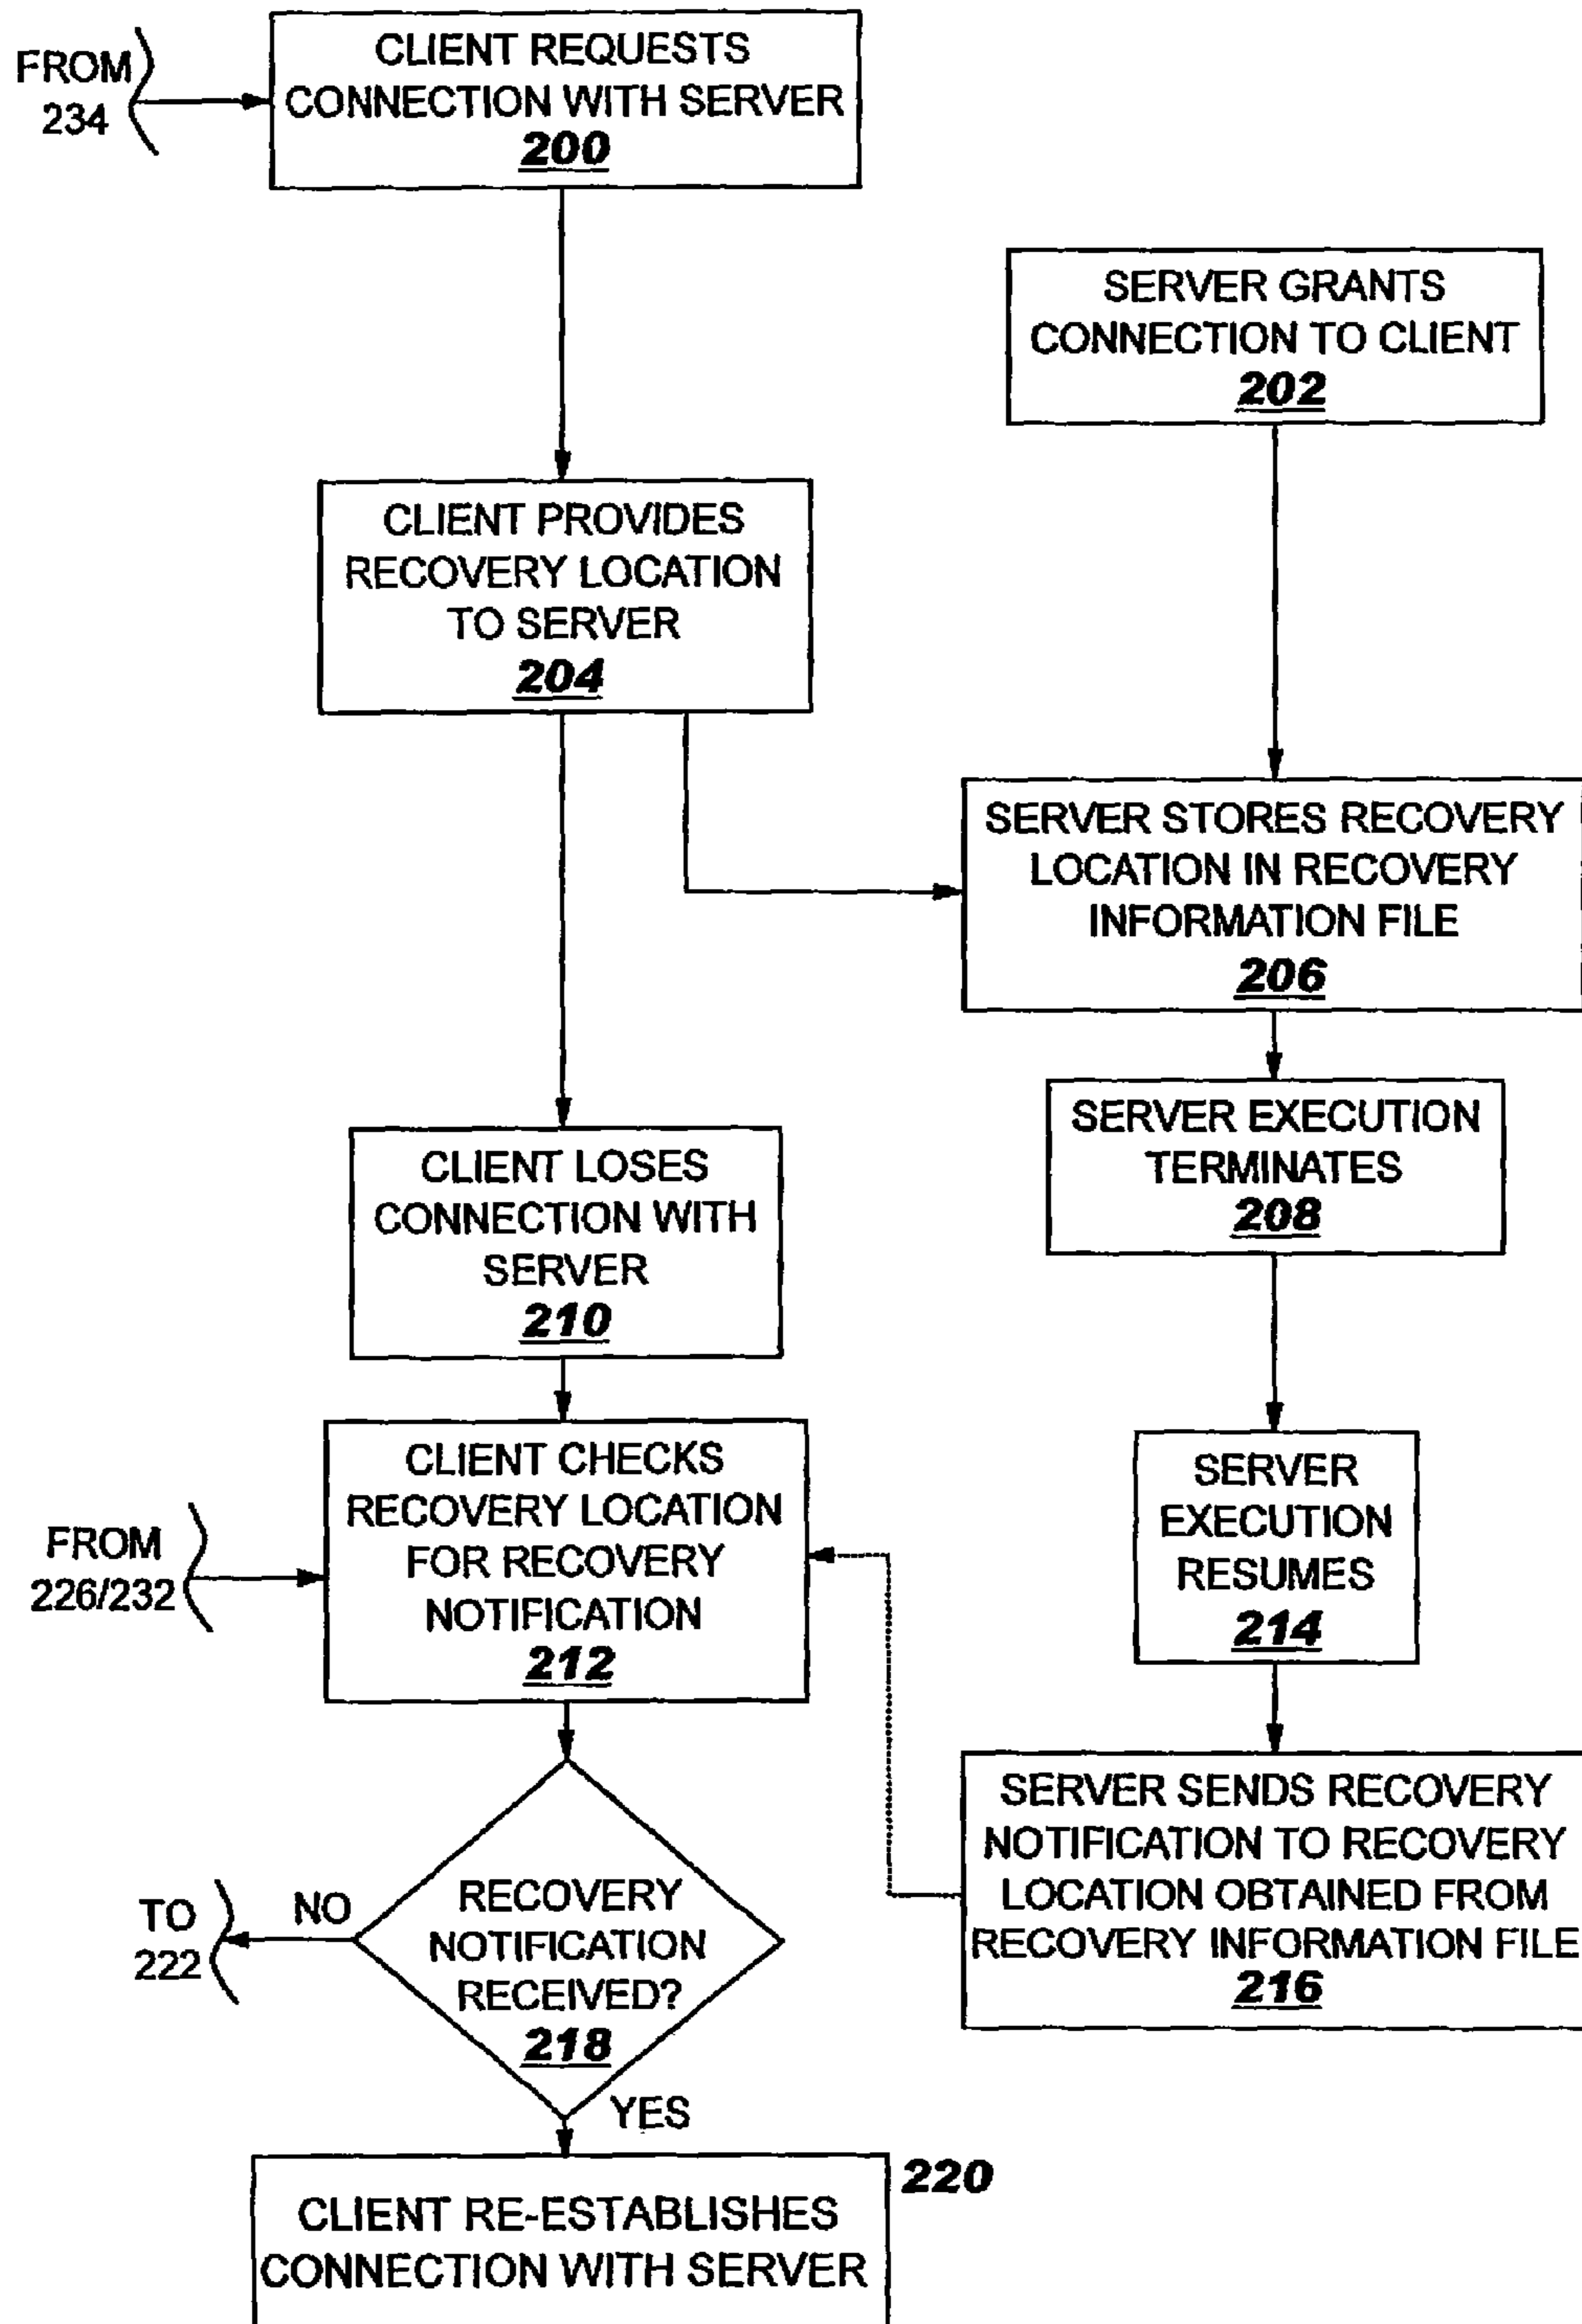 FROM
234
CLIENT REQUESTS
CONNECTION WITH SERVER
200
SERVER GRANTS
CONNECTION TO CLIENT
202
CLIENT PROVIDES
RECOVERY LOCATION
TO SERVER
204
SERVER STORES RECOVERY
LOCATION IN RECOVERY
INFORMATION FILE
206
SERVER EXECUTION
TERMINATES
208
CLIENT LOSES
CONNECTION WITH
SERVER
210
FROM
226/232
CLIENT CHECKS
RECOVERY LOCATION
FOR RECOVERY
NOTIFICATION
212
SERVER
EXECUTION
RESUMES
214
SERVER SENDS RECOVERY
NOTIFICATION TO RECOVERY
LOCATION OBTAINED FROM
RECOVERY INFORMATION FILE
216
TO
222
NO
RECOVERY
NOTIFICATION
RECEIVED?
218
YES
220
CLIENT RE-ESTABLISHES
CONNECTION WITH SERVER